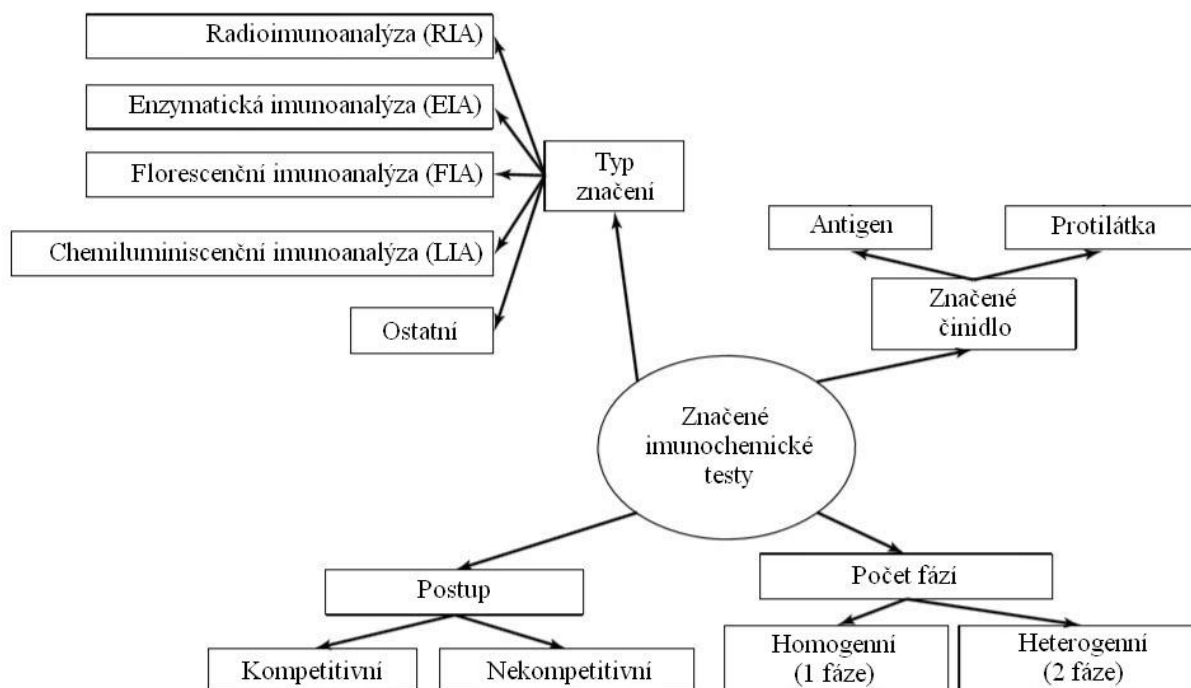 Radioimunoanalýza (RIA)
Enzymatická imunoanalýza (EIA)
Florescenční imunoanalýza (FIA)
Chemiluminiscenční imunoanalýza (LIA)
Ostatní
Typ
značení
Antigen
Protilátka
Značené
činidlo
Značené
imunochemické
testy
Postup
Kompetitivní
Nekompetitivní
Počet fází
Homogenní
(1 fáze)
Heterogenní
(2 fáze)